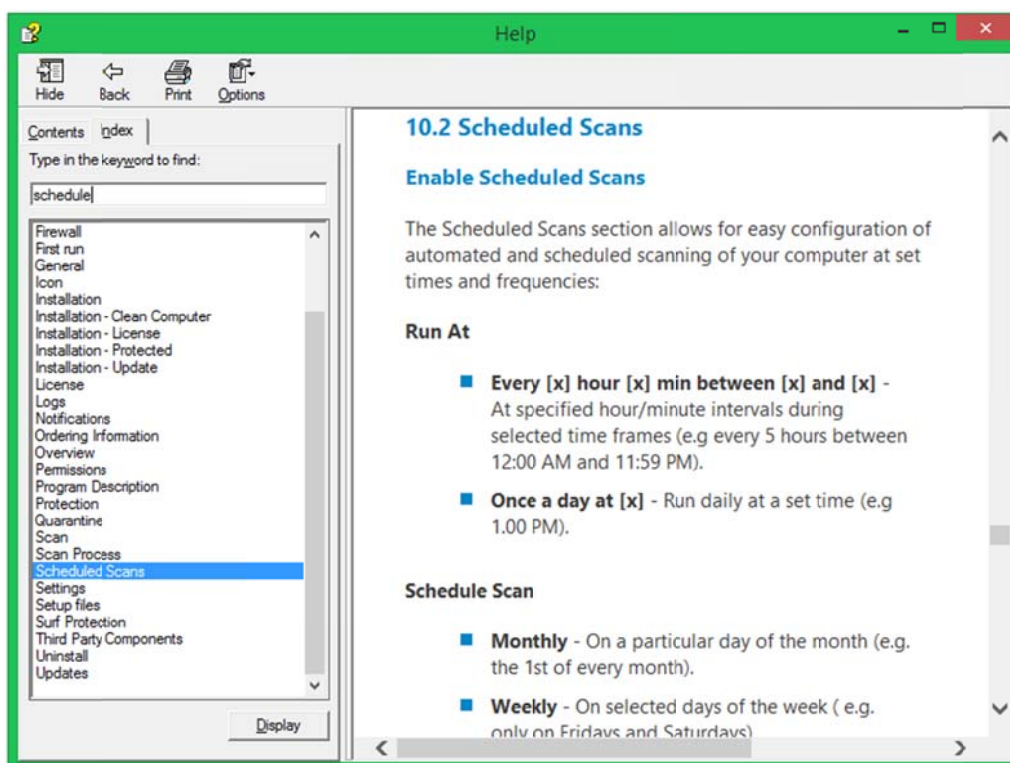 Help
Hide Back Print Options
Contents Index
Type in the keyword to find:
schedule
Firewall
First run
General
Icon
Installation
Installation - Clean Computer
Installation - License
Installation - Protected
Installation - Update
License
Logs
Notifications
Ordering Information
Overview
Permissions
Program Description
Protection
Quarantine
Scan
Scan Process
Scheduled Scans
Settings
Setup files
Surf Protection
Third Party Components
Uninstall
Updates
Display
10.2 Scheduled Scans
Enable Scheduled Scans
The Scheduled Scans section allows for easy configuration of
automated and scheduled scanning of your computer at set
times and frequencies:
Run At
Every [x] hour [x] min between [x] and [x] -
At specified hour/minute intervals during
selected time frames (e.g every 5 hours between
12:00 AM and 11:59 PM).
Once a day at [x] - Run daily at a set time (e.g
1.00 PM).
Schedule Scan
Monthly - On a particular day of the month (e.g.
the 1st of every month).
Weekly - On selected days of the week ( e.g.
only on Fridays and Saturdays)